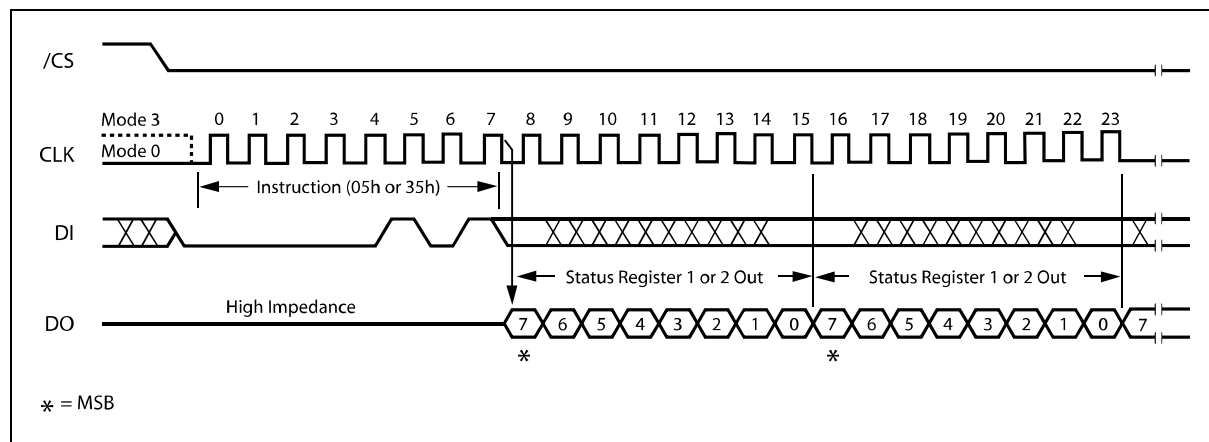 /CS
Mode 3
0 1 2 3 4 5 6 7 8 9 10 11 12 13 14 15 16 17 18 19 20 21 22 23
CLK
Mode 0
Instruction (05h or 35h)
DI
Status Register 1 or 2 Out Status Register 1 or 2 Out
High Impedance
DO
7 6 5 4 3 2 1 0 7 6 5 4 3 2 1 0 7
* *
* = MSB